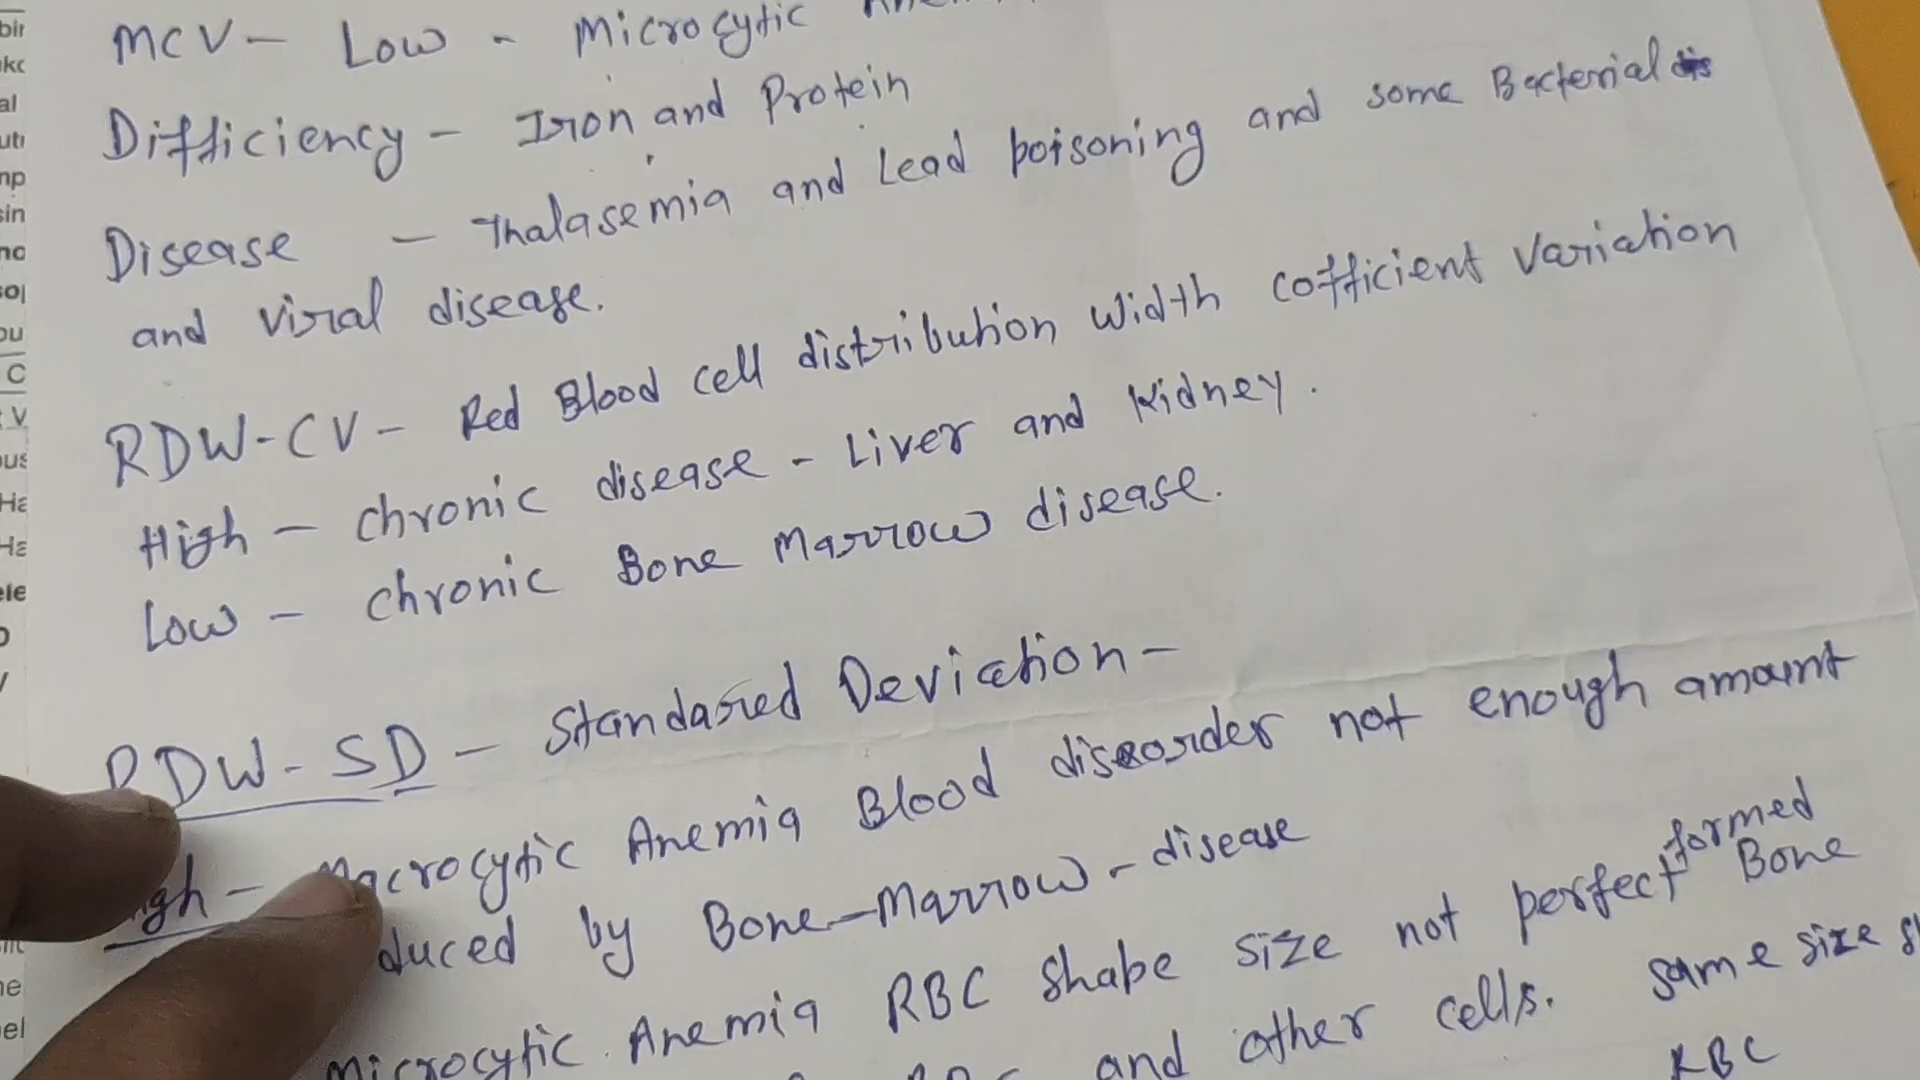 MCV- Low - Microcytic
Difficiency - Iron and Protein
Disease - Thalasemia and Lead poisoning and some Bacterial dis
and viral disease.
RDW-CV- Red Blood cell distribution width cofficient variation
High - chronic disease - Liver and Kidney.
Low - chronic Bone Marrow disease.
RDW-SD - Standared Deviation-
Macrocytic Anemia Blood diseorder not enough amount
duced by Bone-Marrow-disease
Microcytic Anemia RBC Shape size not perfect formed
and other cells. Bone
same size
RBC